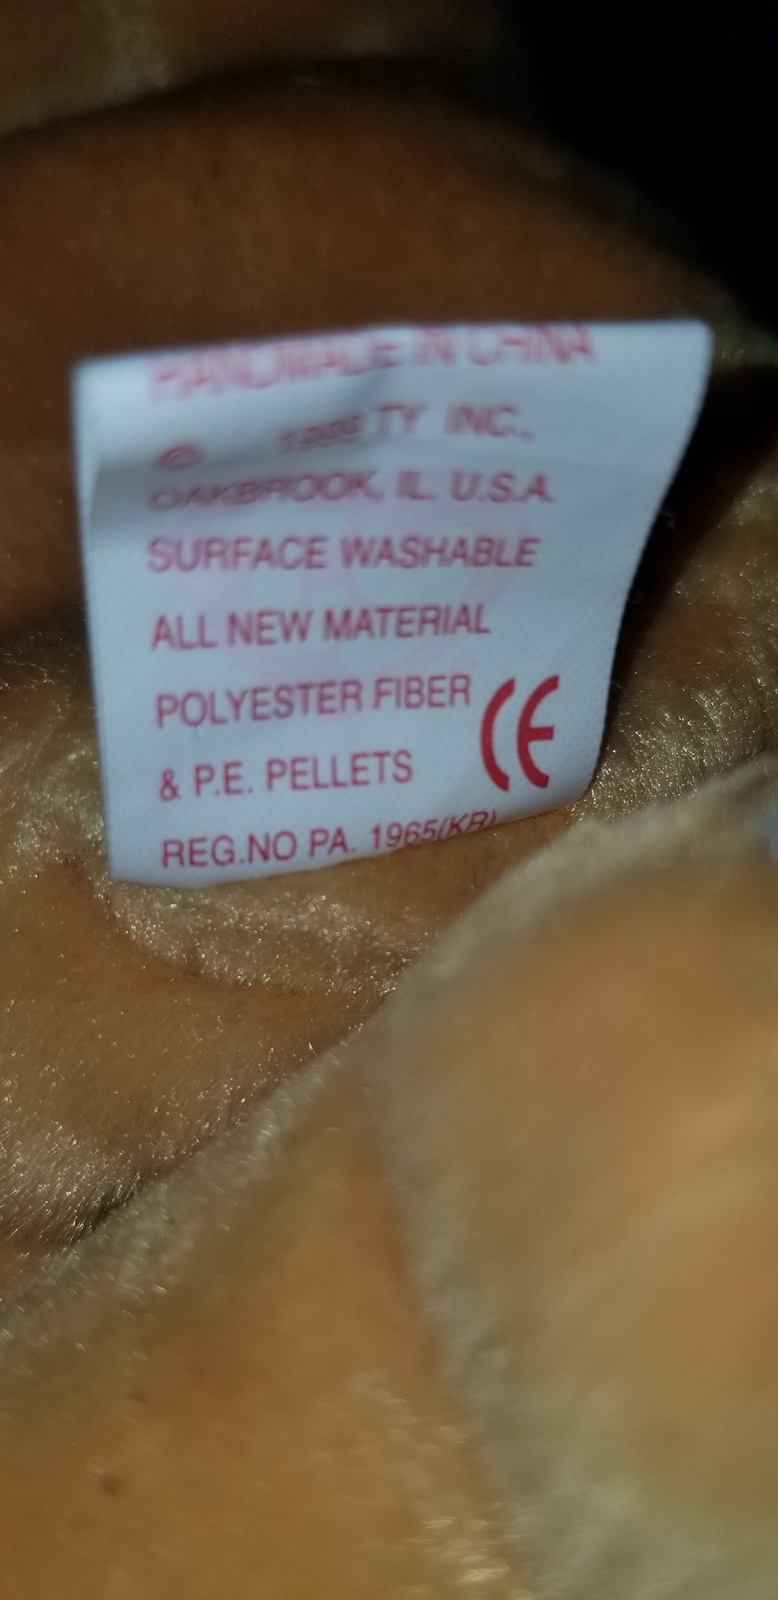 HANDMADE IN CHINA
© TY INC.,
OAKBROOK, IL. U.S.A.
SURFACE WASHABLE
ALL NEW MATERIAL
POLYESTER FIBER
& P.E. PELLETS
CE
REG.NO PA. 1965(KR)